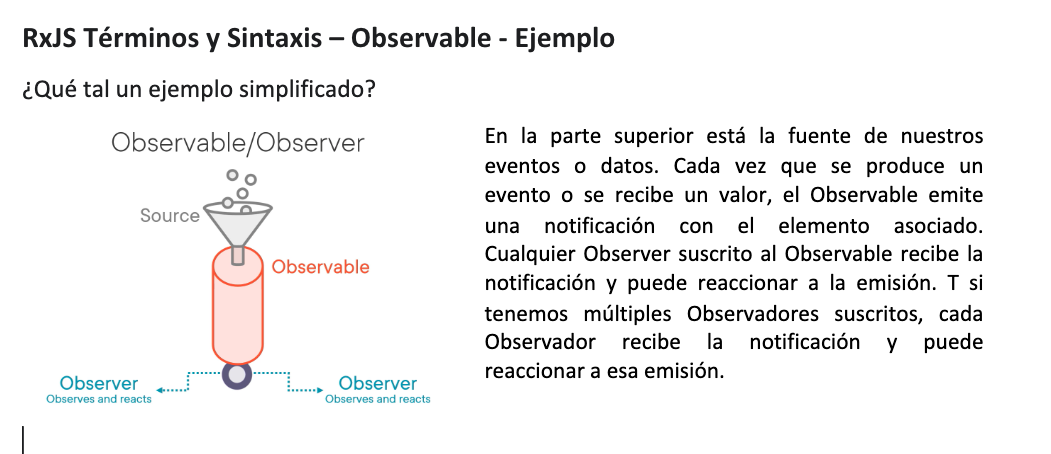 RxJS Términos y Sintaxis – Observable - Ejemplo
¿Qué tal un ejemplo simplificado?
Observable/Observer
Source
Observable
Observer
Observes and reacts
Observer
Observes and reacts
En la parte superior está la fuente de nuestros
eventos o datos. Cada vez que se produce un
evento o se recibe un valor, el Observable emite
una notificación con el elemento asociado.
Cualquier Observer suscrito al Observable recibe la
notificación y puede reaccionar a la emisión. T si
tenemos múltiples Observadores suscritos, cada
Observador recibe la notificación y puede
reaccionar a esa emisión.